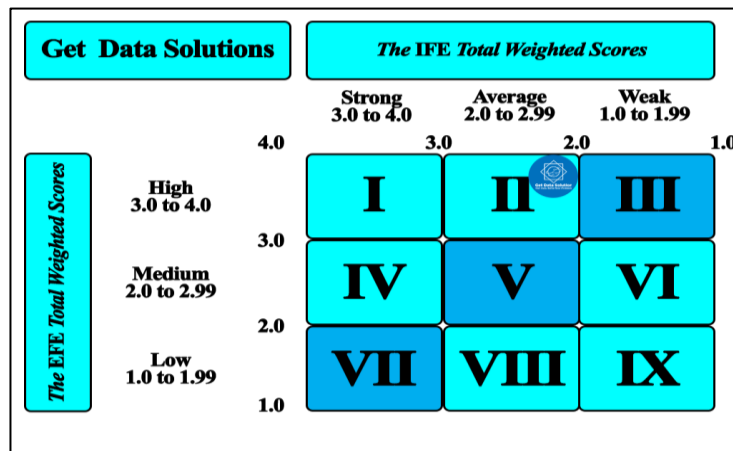 Get Data Solutions
The IFE Total Weighted Scores
Strong
3.0 to 4.0
Average
2.0 to 2.99
Weak
1.0 to 1.99
4.0
3.0
2.0
1.0
The EFE Total Weighted Scores
High
3.0 to 4.0
I
II
Get Data Solution
III
3.0
Medium
2.0 to 2.99
IV
V
VI
2.0
Low
1.0 to 1.99
VII
VIII
IX
1.0